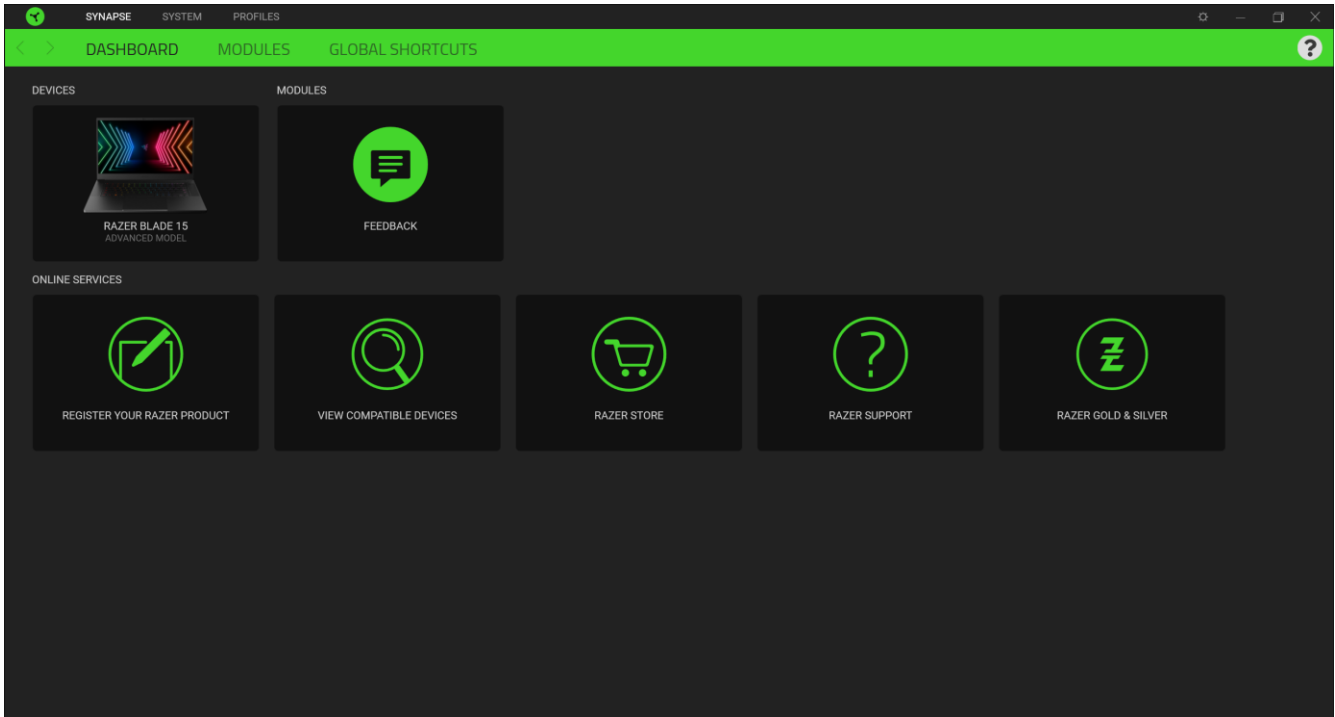 SYNAPSE SYSTEM PROFILES
DASHBOARD MODULES GLOBAL SHORTCUTS ?
DEVICES MODULES
RAZER BLADE 15
ADVANCED MODEL
FEEDBACK
ONLINE SERVICES
REGISTER YOUR RAZER PRODUCT
VIEW COMPATIBLE DEVICES
RAZER STORE
RAZER SUPPORT
RAZER GOLD & SILVER